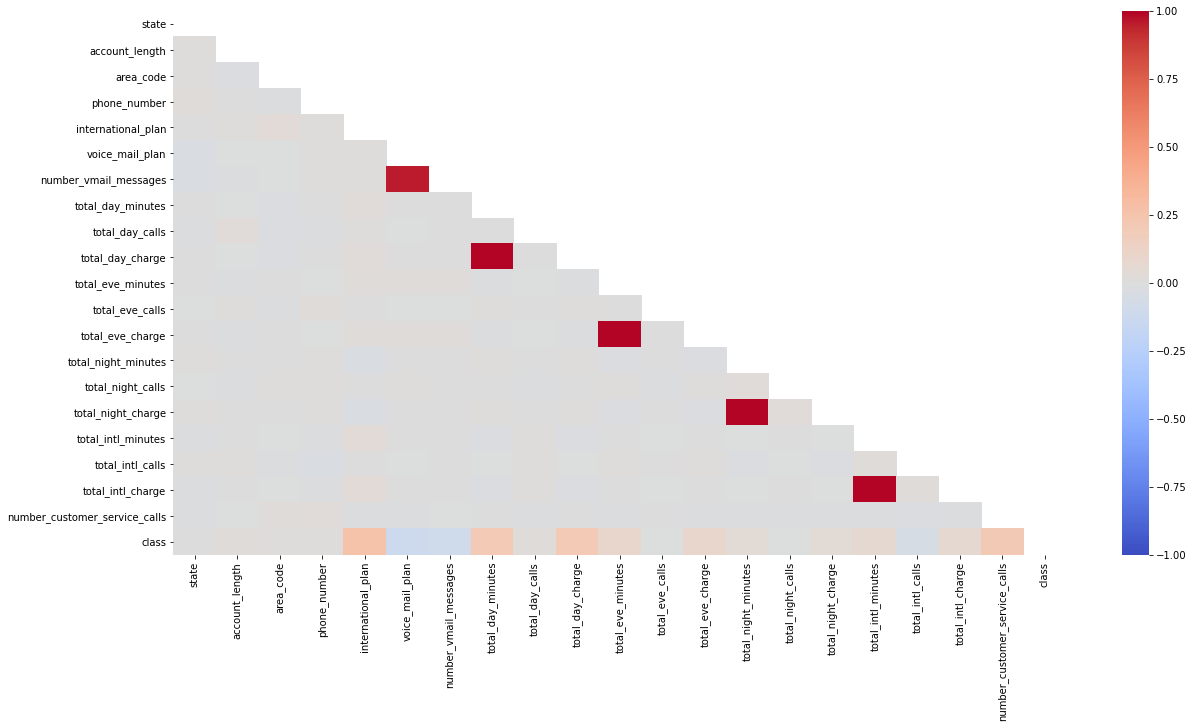 state
account_length
area_code
phone_number
international_plan
voice_mail_plan
number_vmail_messages
total_day_minutes
total_day_calls
total_day_charge
total_eve_minutes
total_eve_calls
total_eve_charge
total_night_minutes
total_night_calls
total_night_charge
total_intl_minutes
total_intl_calls
total_intl_charge
number_customer_service_calls
class
state
account_length
area_code
phone_number
international_plan
voice_mail_plan
number_vmail_messages
total_day_minutes
total_day_calls
total_day_charge
total_eve_minutes
total_eve_calls
total_eve_charge
total_night_minutes
total_night_calls
total_night_charge
total_intl_minutes
total_intl_calls
total_intl_charge
number_customer_service_calls
class
1.00
0.75
0.50
0.25
0.00
−0.25
−0.50
−0.75
−1.00